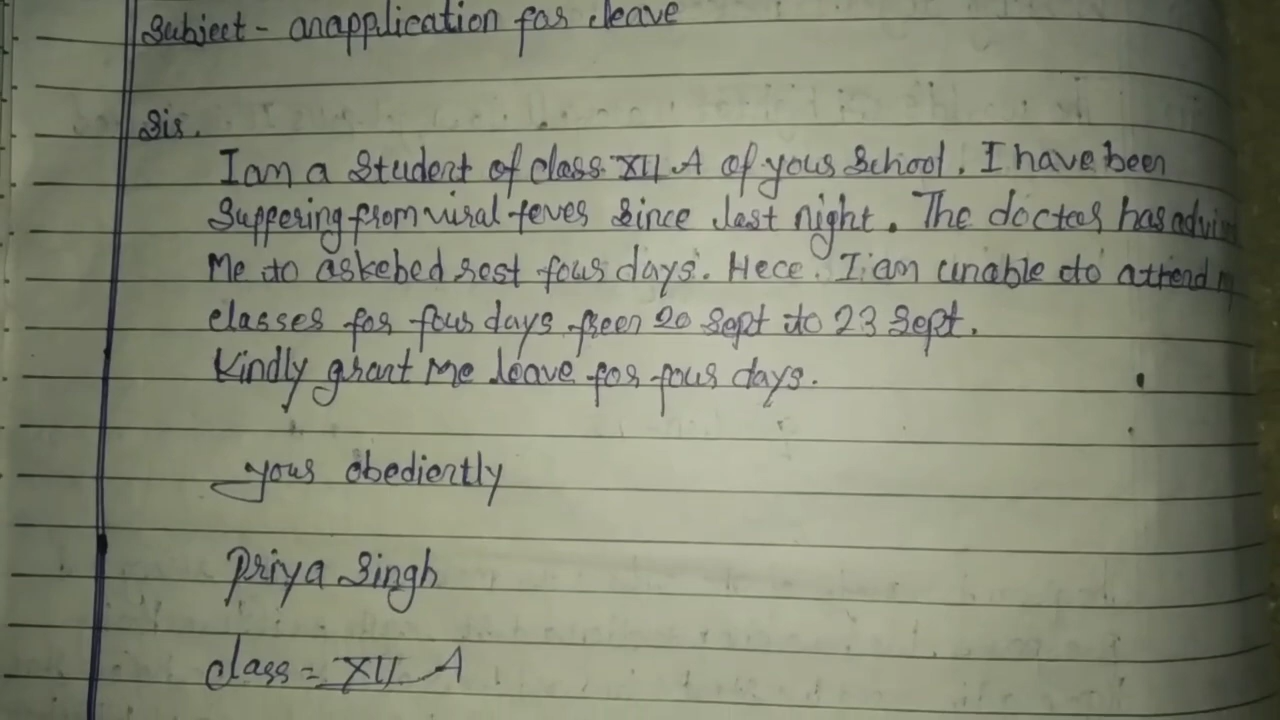 Subject - an application for leave
Sir.
I am a Student of class XII A of your School. I have been
Suffering from viral fever since last night. The doctor has
Me to askebed rest four days. Hece. I am unable to attend
classes for four days freen 20 Sept to 23 Sept.
Kindly grant me leave for four days.
your obediently
Priya Singh
class = XII A